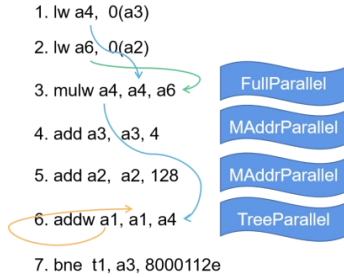 1. lw a4, 0(a3)
2. lw a6, 0(a2)
3. mulw a4, a4, a6
FullParallel
MAddrParallel
4. add a3, a3, 4
5. add a2, a2, 128
MAddrParallel
6. addw a1, a1, a4
TreeParallel
7. bne t1, a3, 8000112e